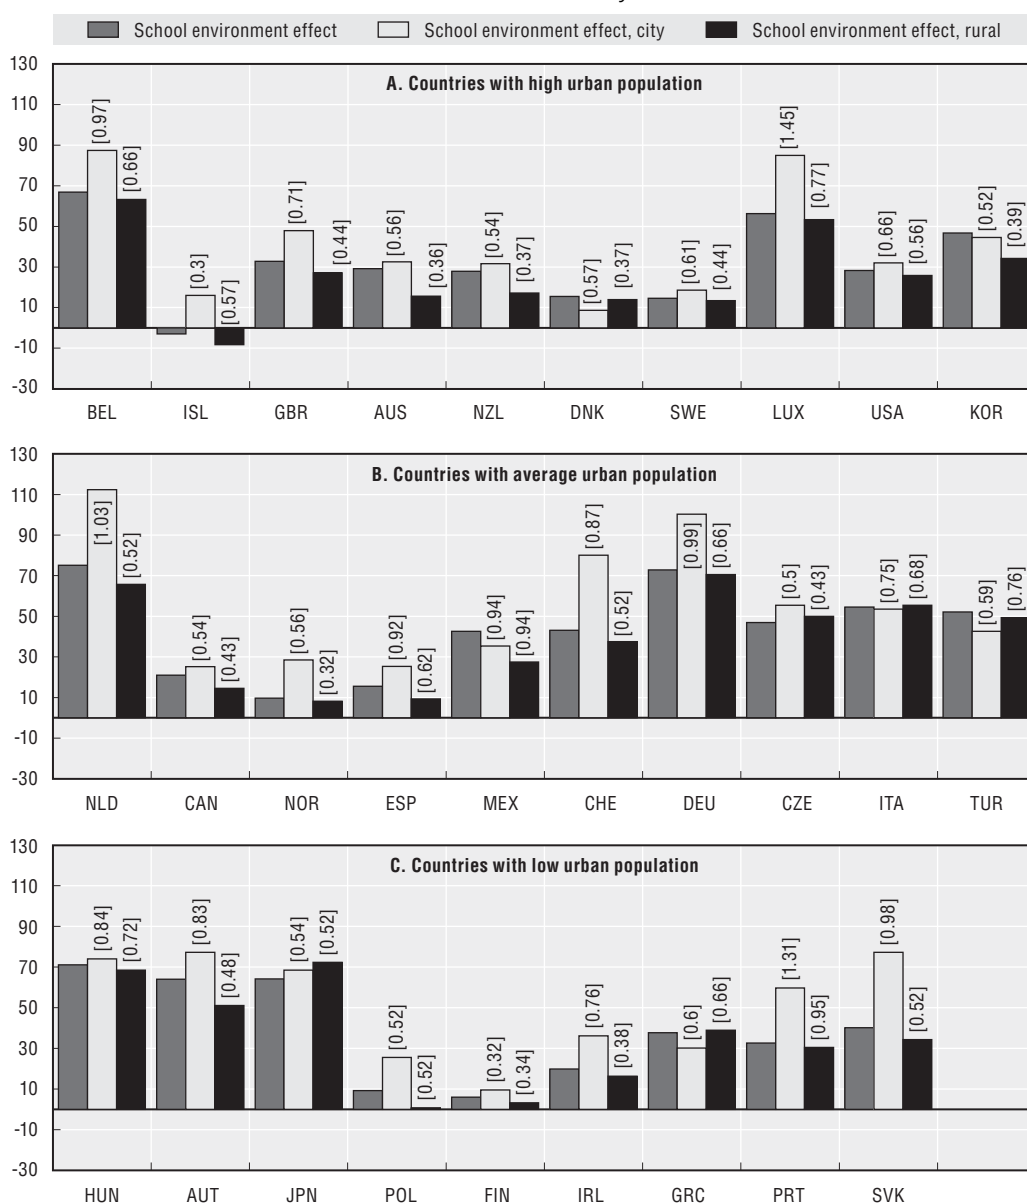 School environment effect School environment effect, city School environment effect, rural
A. Countries with high urban population
130
110
90
70
50
30
10
-10
-30
[0.97] [0.66] [0.3] [0.57] [0.71] [0.44] [0.56] [0.36] [0.54] [0.37] [0.57] [0.37] [0.61] [0.44] [1.45] [0.77] [0.66] [0.56] [0.52] [0.39]
BEL ISL GBR AUS NZL DNK SWE LUX USA KOR
B. Countries with average urban population
130
110
90
70
50
30
10
-10
-30
[1.03] [0.52] [0.54] [0.43] [0.56] [0.32] [0.92] [0.62] [0.94] [0.94] [0.87] [0.52] [0.99] [0.66] [0.5] [0.43] [0.75] [0.68] [0.59] [0.76]
NLD CAN NOR ESP MEX CHE DEU CZE ITA TUR
C. Countries with low urban population
130
110
90
70
50
30
10
-10
-30
[0.84] [0.72] [0.83] [0.48] [0.54] [0.52] [0.52] [0.52] [0.32] [0.34] [0.76] [0.38] [0.6] [0.66] [1.31] [0.95] [0.98] [0.52]
HUN AUT JPN POL FIN IRL GRC PRT SVK